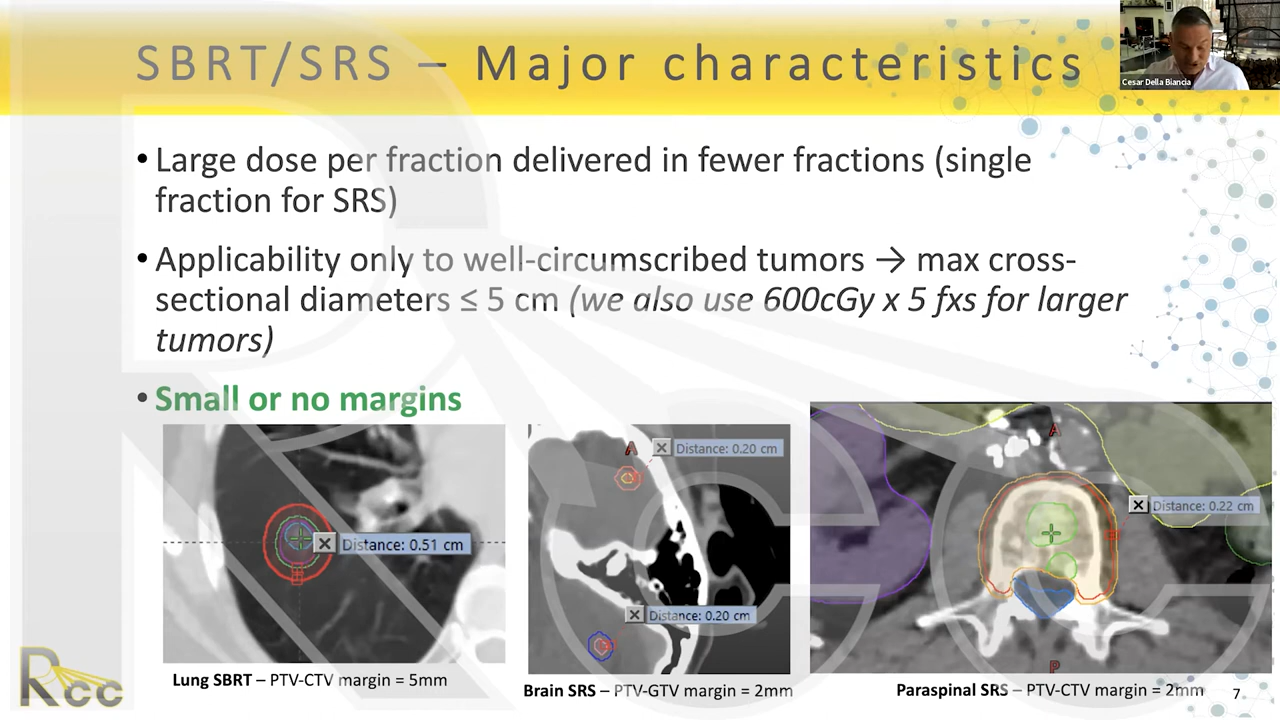 SBRT/SRS – Major characteristics
Cesar Della Biancia
• Large dose per fraction delivered in fewer fractions (single
fraction for SRS)
• Applicability only to well-circumscribed tumors → max cross-
sectional diameters ≤ 5 cm (we also use 600cGy x 5 fxs for larger
tumors)
• Small or no margins
Distance: 0.51 cm
Lung SBRT – PTV-CTV margin = 5mm
A
Distance: 0.20 cm
Distance: 0.20 cm
Brain SRS – PTV-GTV margin = 2mm
A
Distance: 0.22 cm
P
Paraspinal SRS – PTV-CTV margin = 2mm
Rcc
7